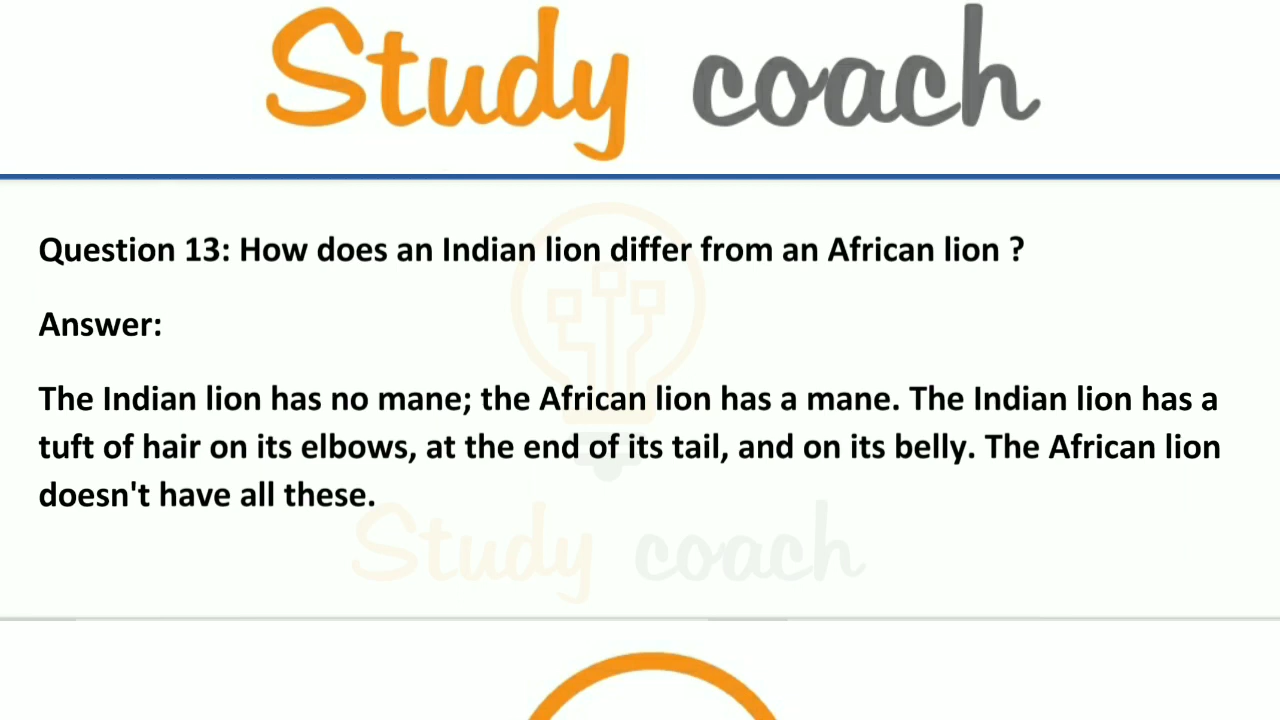 Study coach
Question 13: How does an Indian lion differ from an African lion ?
Answer:
The Indian lion has no mane; the African lion has a mane. The Indian lion has a
tuft of hair on its elbows, at the end of its tail, and on its belly. The African lion
doesn't have all these.
Study coach